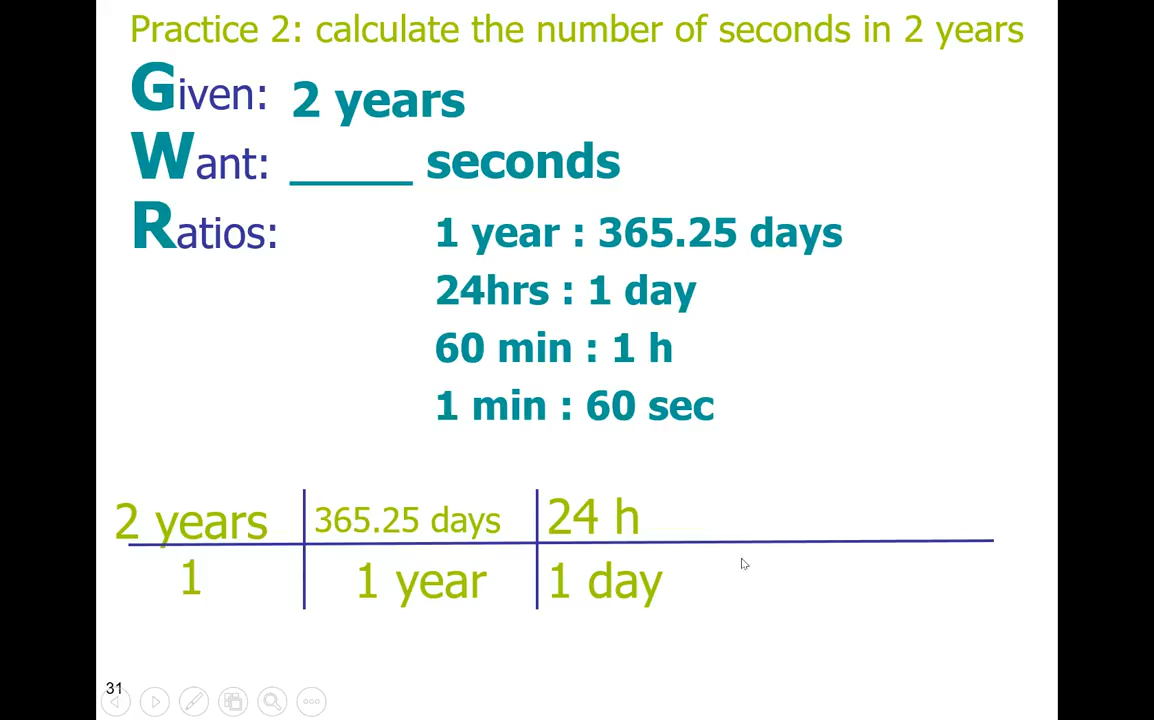 Practice 2: calculate the number of seconds in 2 years
Given: 2 years
Want: _____ seconds
Ratios: 1 year : 365.25 days
24hrs : 1 day
60 min : 1 h
1 min : 60 sec
2 years 365.25 days 24 h
1 1 year 1 day
31